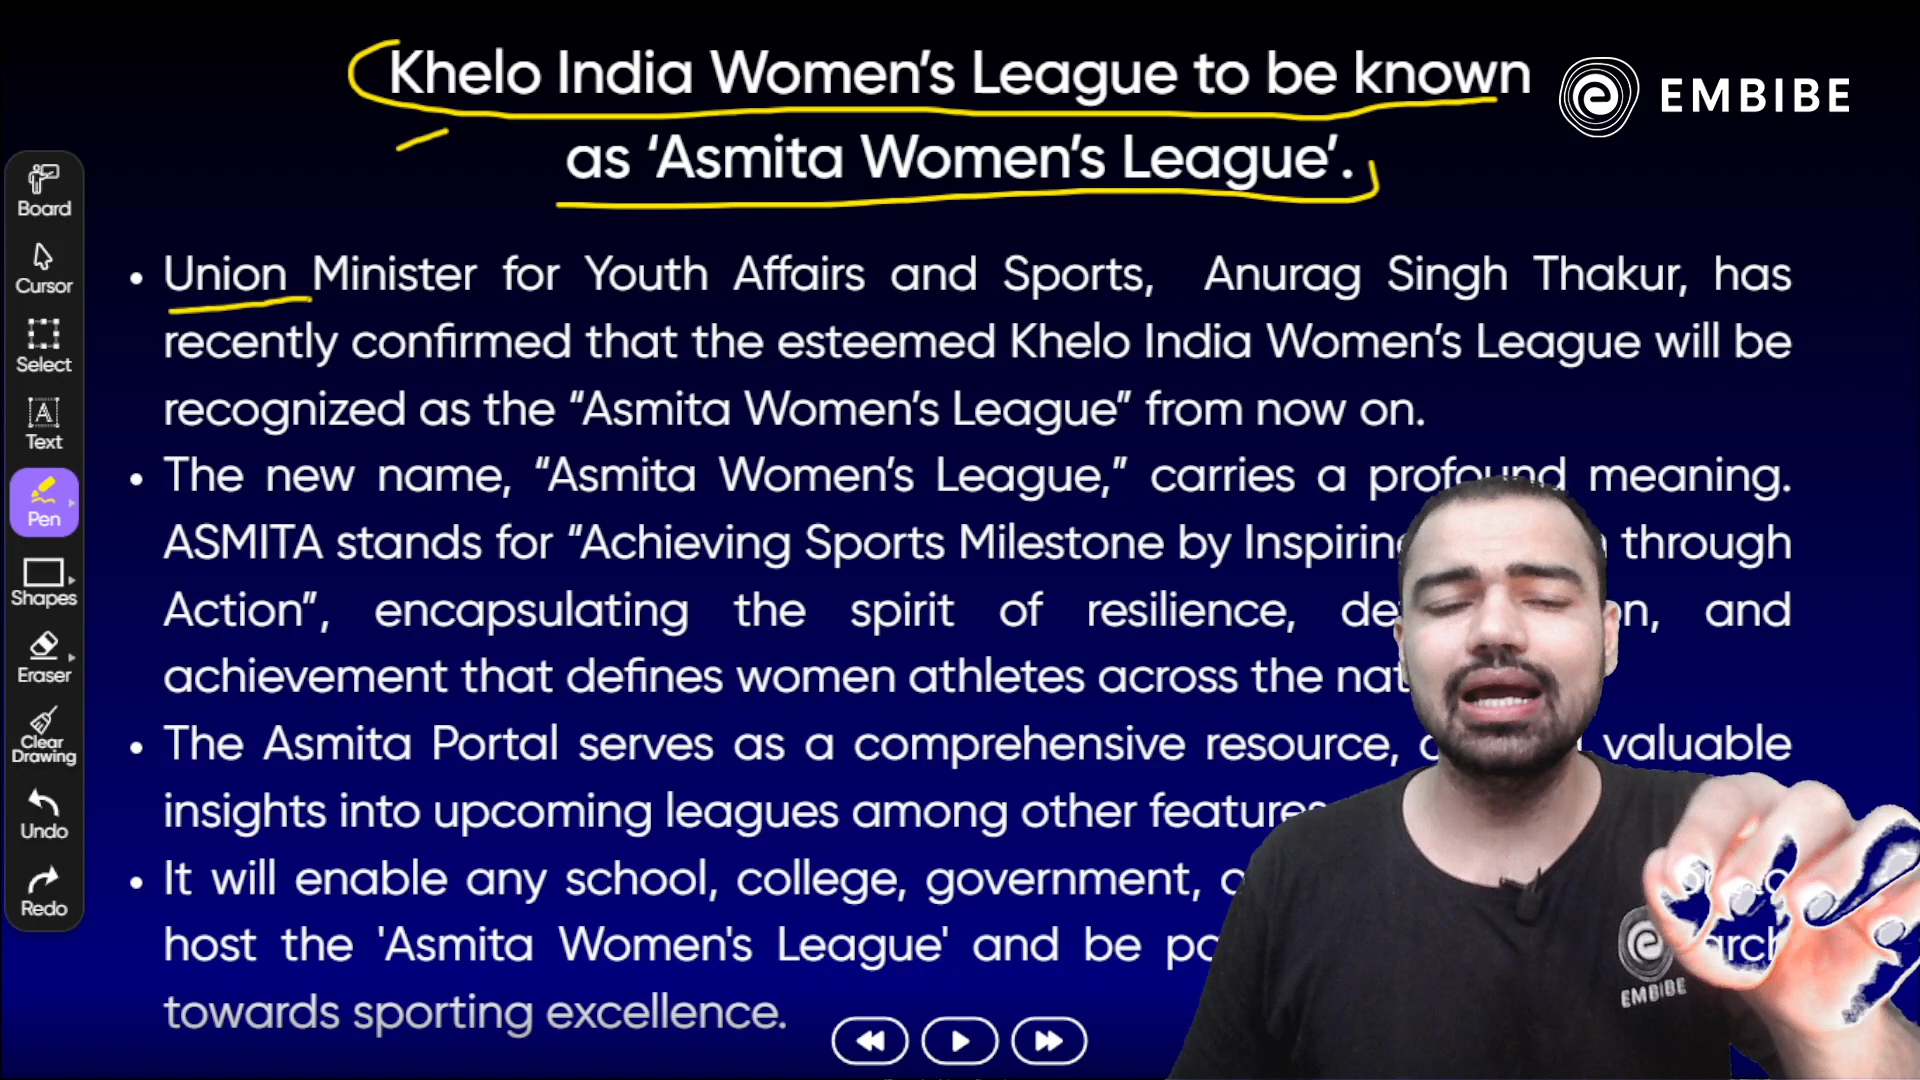 Khelo India Women's League to be known
as 'Asmita Women's League'.
EMBIBE
Board
Cursor
Select
Text
Pen
Shapes
Eraser
Clear
Drawing
Undo
Redo
• Union Minister for Youth Affairs and Sports, Anurag Singh Thakur, has
recently confirmed that the esteemed Khelo India Women's League will be
recognized as the “Asmita Women's League” from now on.
• The new name, “Asmita Women's League,” carries a profound meaning.
ASMITA stands for “Achieving Sports Milestone by through
Action”, encapsulating the spirit of resilience, and
achievement that defines women athletes across the
• The Asmita Portal serves as a comprehensive resource, valuable
insights into upcoming leagues among other
• It will enable any school, college, government,
host the 'Asmita Women's League' and be
towards sporting excellence.
EMBIBE